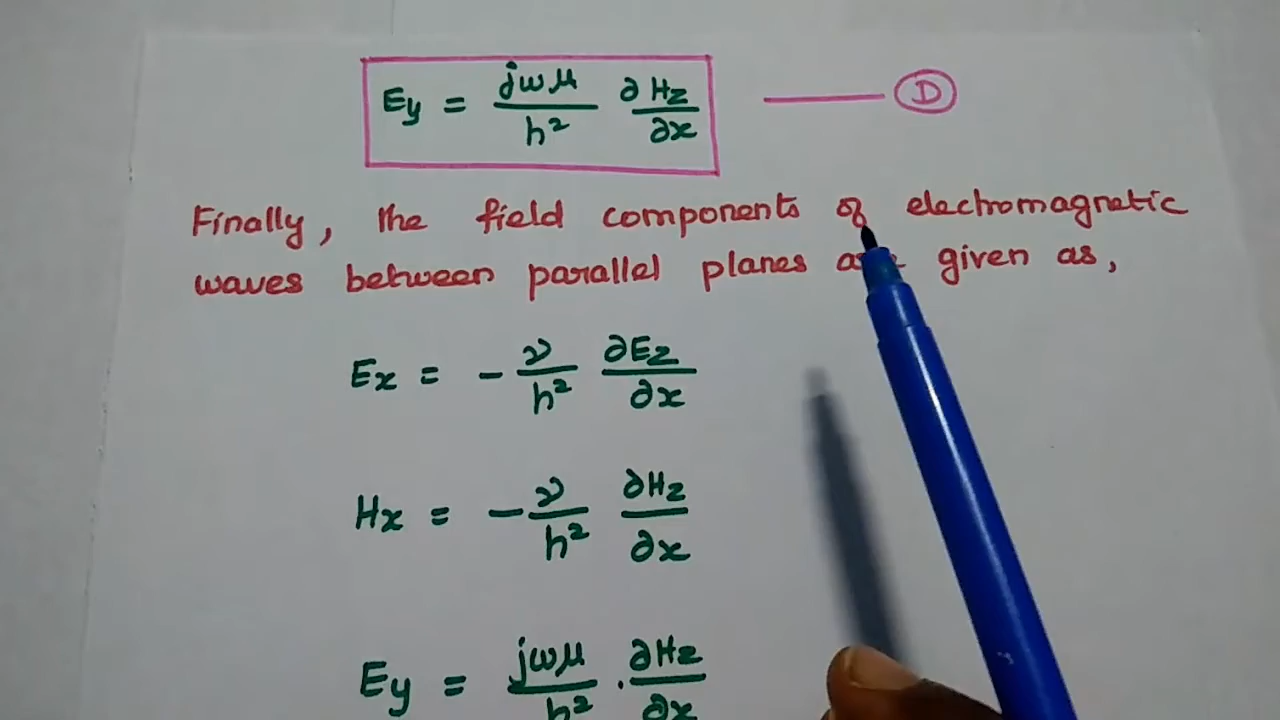 Ey = jωμ/h² ∂Hz/∂x —— D
Finally, the field components of electromagnetic
waves between parallel planes are given as,
Ex = -γ/h² ∂Ez/∂x
Hx = -γ/h² ∂Hz/∂x
Ey = jωμ/h² . ∂Hz/∂x